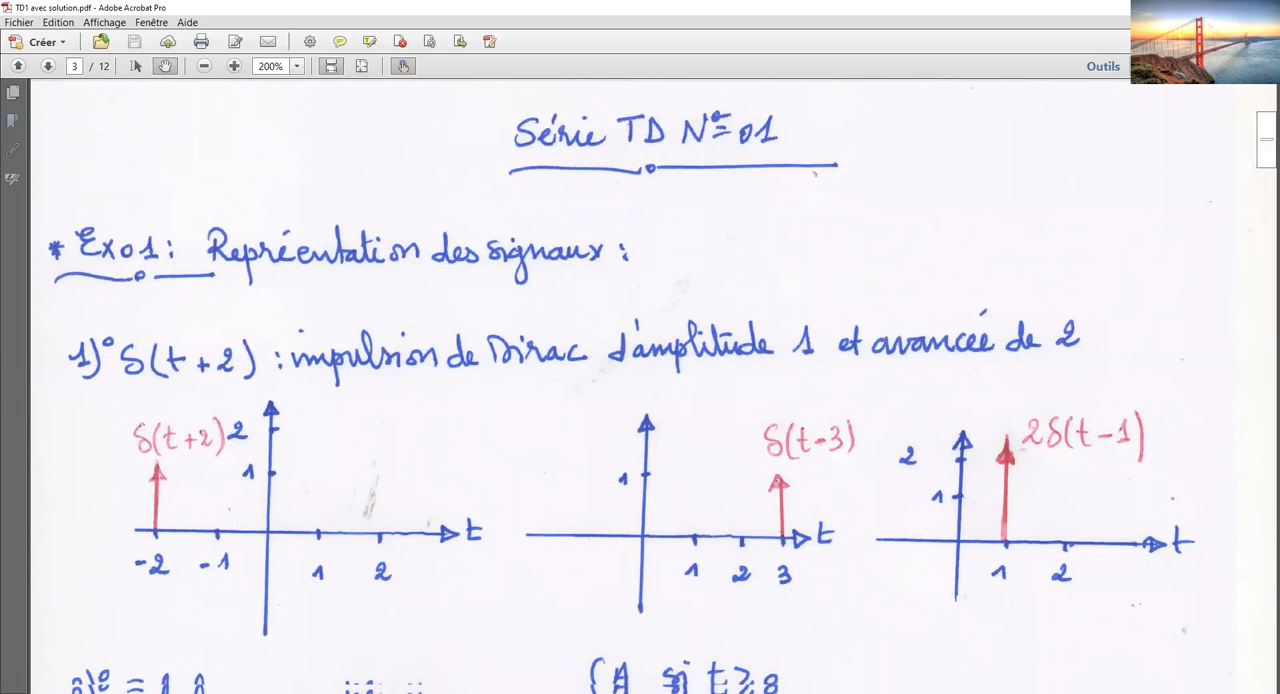 TD1 avec solution.pdf - Adobe Acrobat Pro
Fichier Edition Affichage Fenêtre Aide
Créer
3 / 12 200% Outils
Série TD N° 01
* Exo1: Repréentation des signaux :
1)° δ(t+2) : impulsion de Dirac d'amplitude 1 et avancée de 2
δ(t+2) 2 1 t -2 -1 1 2
δ(t-3) 1 t 1 2 3
2δ(t-1) 2 1 t 1 2
si t ≥